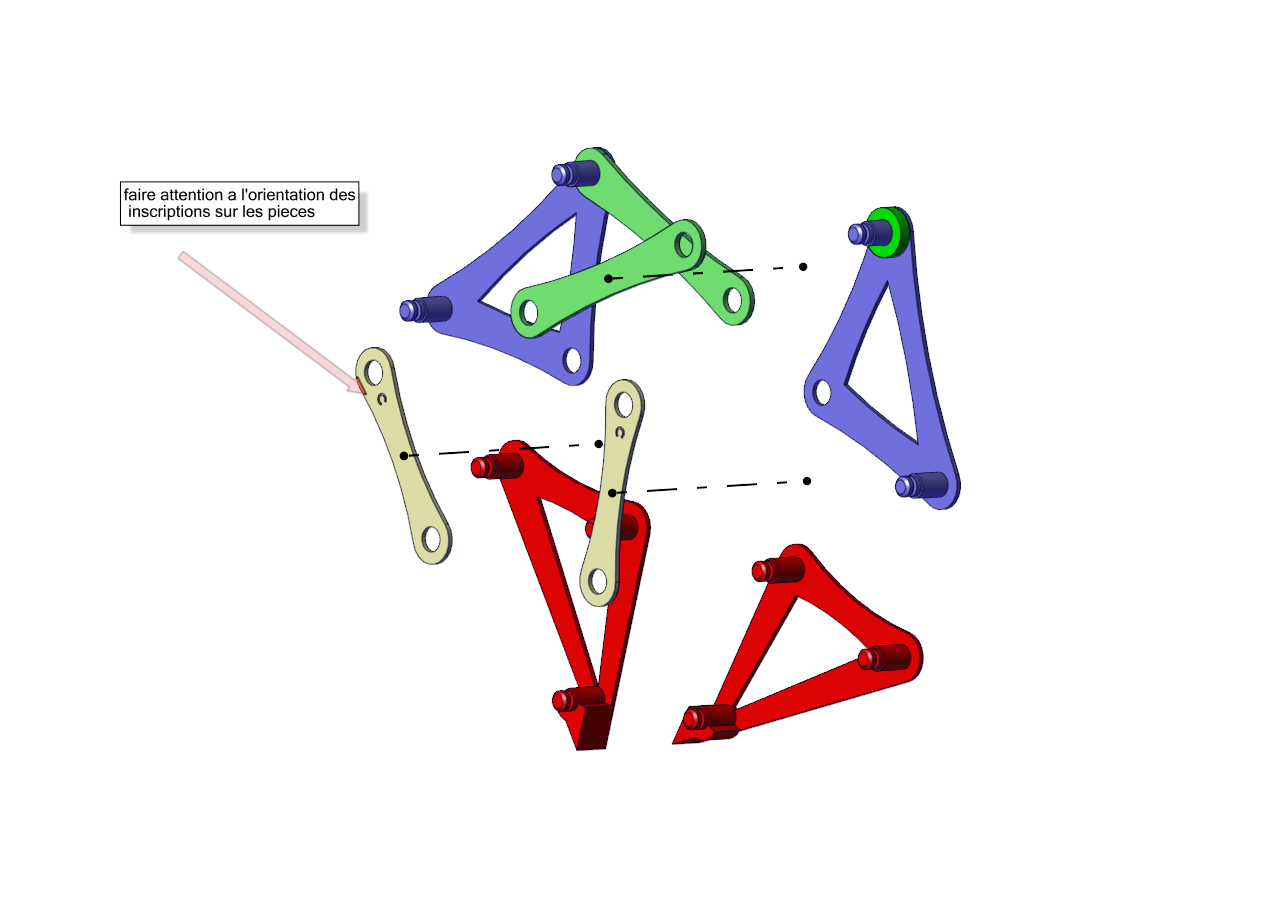 faire attention a l'orientation des
inscriptions sur les pieces
C
C